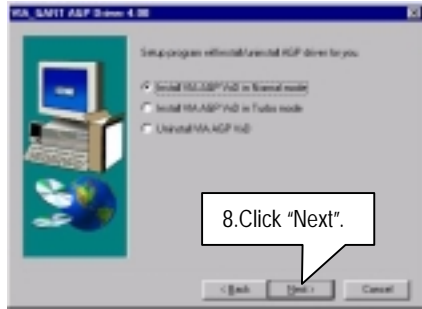 VIA_GART AGP Driver 4.00
Setup program will install/uninstall AGP driver for you.
Install VIA AGP VxD in Normal mode
Install VIA AGP VxD in Turbo mode
Uninstall VIA AGP VxD
8.Click “Next”.
< Back
Next >
Cancel